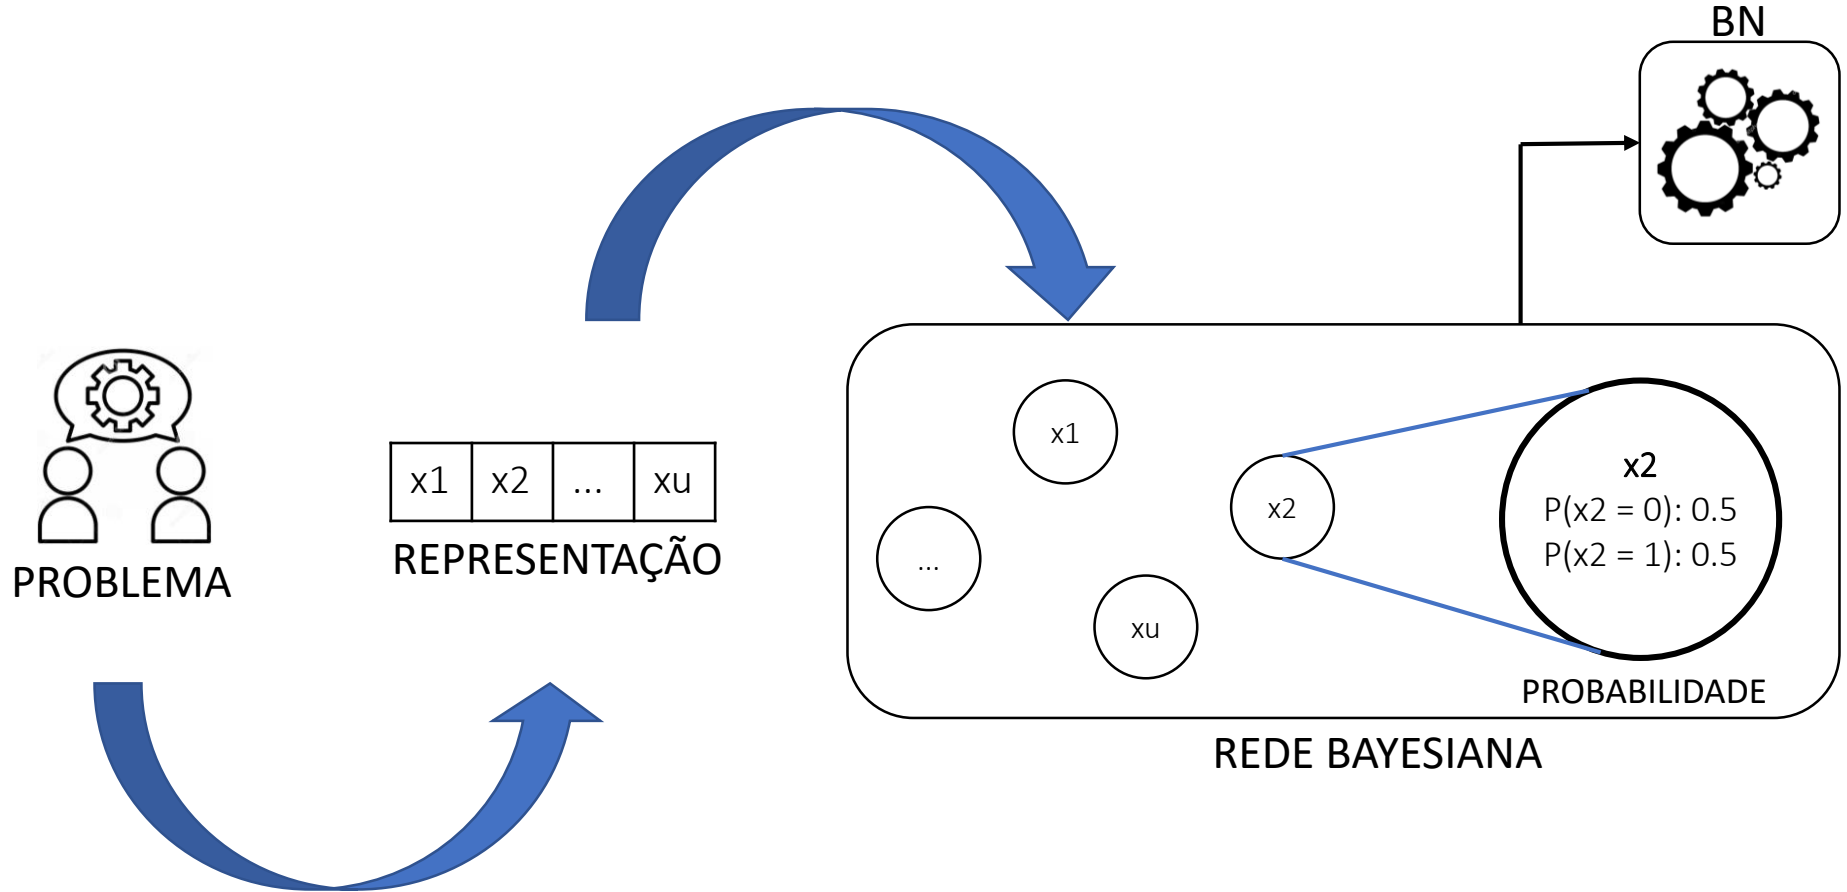 BN
x1
x2
...
xu
REPRESENTAÇÃO
PROBLEMA
x1
x2
...
xu
x2
P(x2 = 0): 0.5
P(x2 = 1): 0.5
PROBABILIDADE
REDE BAYESIANA